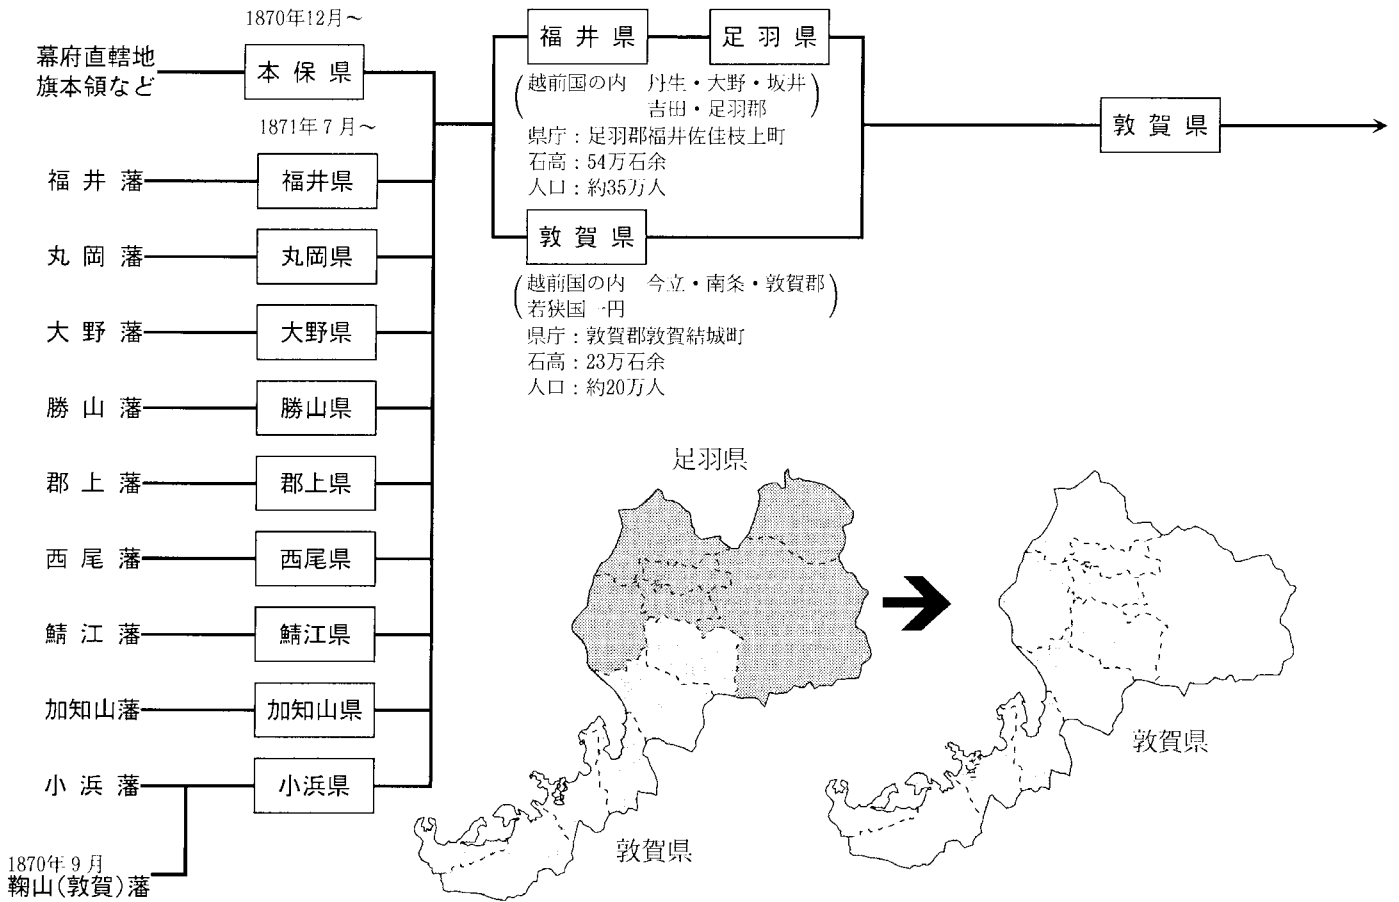 1870年12月～
幕府直轄地
旗本領など
本保県
1871年7月～
福井藩
福井県
丸岡藩
丸岡県
大野藩
大野県
勝山藩
勝山県
郡上藩
郡上県
西尾藩
西尾県
鯖江藩
鯖江県
加知山藩
加知山県
小浜藩
小浜県
1870年9月
鞠山(敦賀)藩
福井県
足羽県
(越前国の内 丹生・大野・坂井
吉田・足羽郡)
県庁：足羽郡福井佐佳枝上町
石高：54万石余
人口：約35万人
敦賀県
(越前国の内 今立・南条・敦賀郡
若狭国一円)
県庁：敦賀郡敦賀結城町
石高：23万石余
人口：約20万人
敦賀県
足羽県
敦賀県
敦賀県